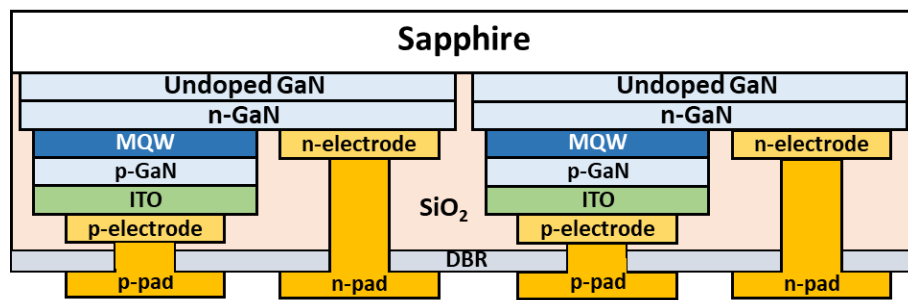 Sapphire
Undoped GaN Undoped GaN
n-GaN n-GaN
MQW n-electrode MQW n-electrode
p-GaN p-GaN
ITO SiO₂ ITO
p-electrode p-electrode
DBR
p-pad n-pad p-pad n-pad